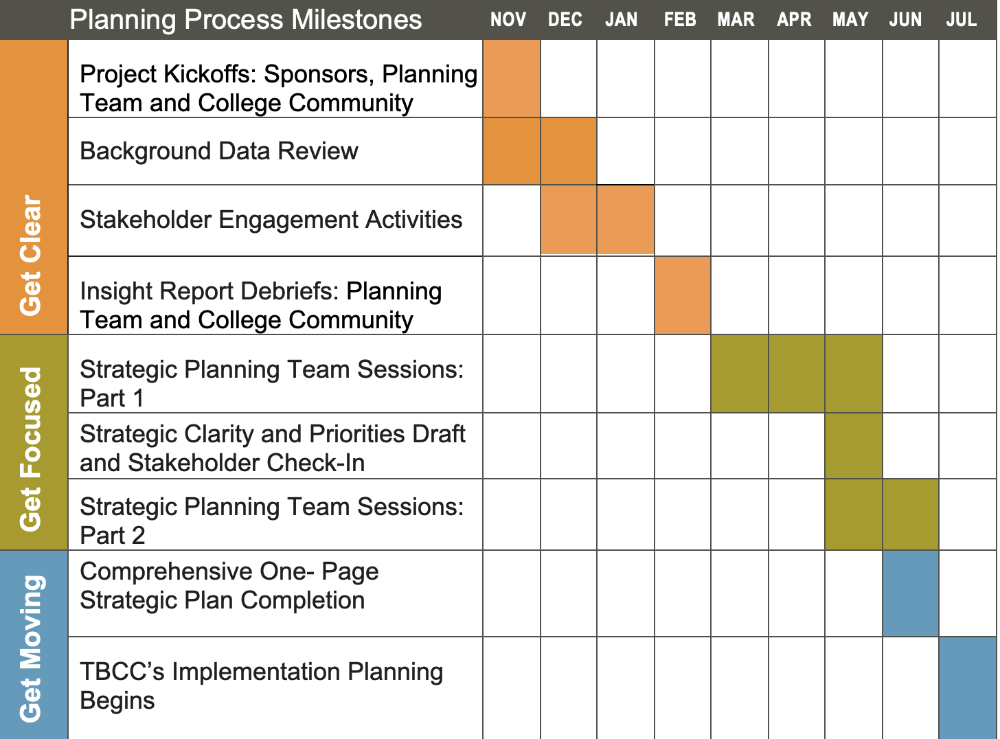 Planning Process Milestones NOV DEC JAN FEB MAR APR MAY JUN JUL
Get Clear
Project Kickoffs: Sponsors, Planning
Team and College Community
Background Data Review
Stakeholder Engagement Activities
Insight Report Debriefs: Planning
Team and College Community
Get Focused
Strategic Planning Team Sessions:
Part 1
Strategic Clarity and Priorities Draft
and Stakeholder Check-In
Strategic Planning Team Sessions:
Part 2
Get Moving
Comprehensive One- Page
Strategic Plan Completion
TBCC’s Implementation Planning
Begins